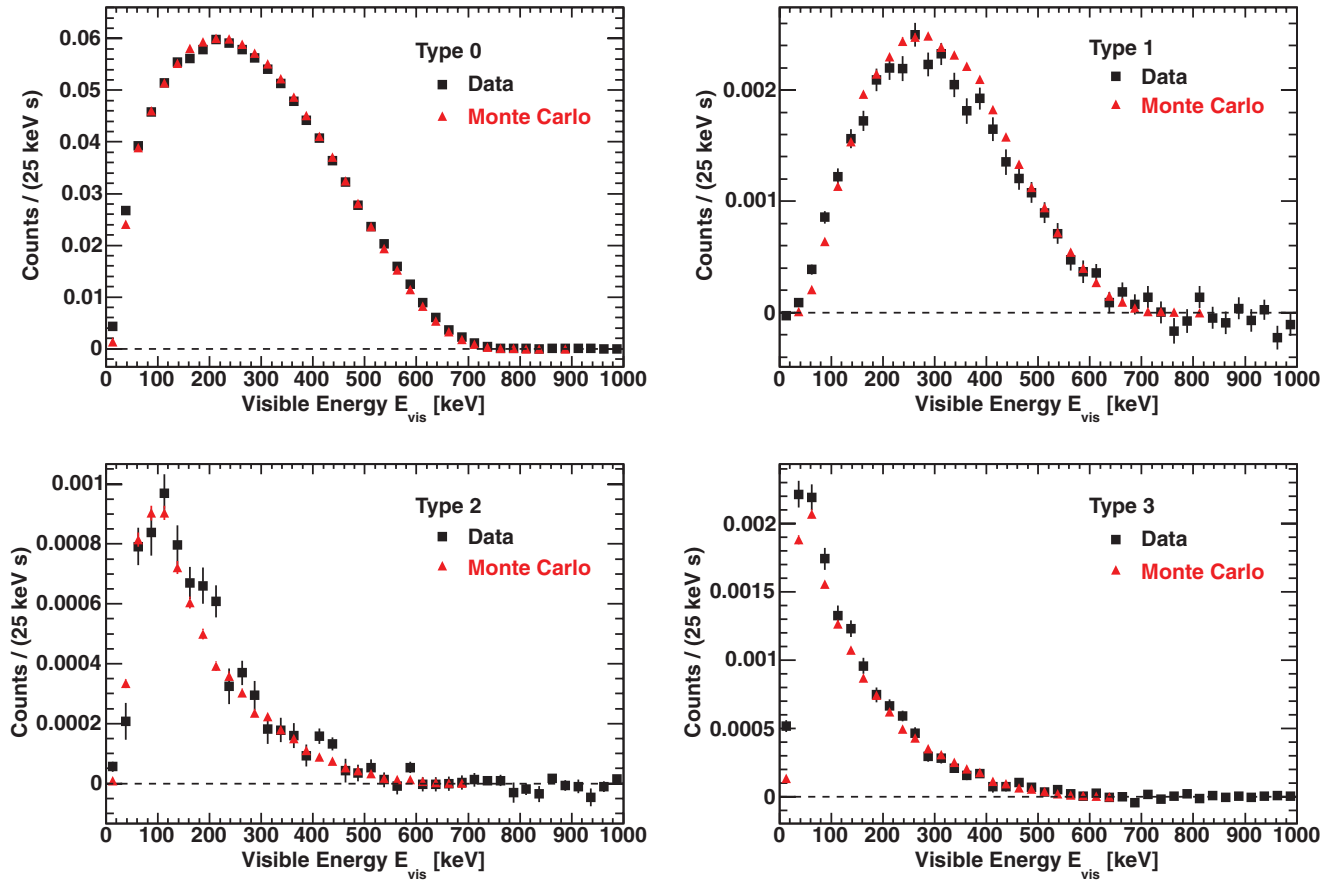 Type 0
Data
Monte Carlo
0.06
0.05
0.04
0.03
0.02
0.01
0
Counts / (25 keV s)
0 100 200 300 400 500 600 700 800 900 1000
Visible Energy E_vis [keV]
Type 1
Data
Monte Carlo
0.002
0.001
0
Counts / (25 keV s)
0 100 200 300 400 500 600 700 800 900 1000
Visible Energy E_vis [keV]
Type 2
Data
Monte Carlo
0.001
0.0008
0.0006
0.0004
0.0002
0
Counts / (25 keV s)
0 100 200 300 400 500 600 700 800 900 1000
Visible Energy E_vis [keV]
Type 3
Data
Monte Carlo
0.002
0.0015
0.001
0.0005
0
Counts / (25 keV s)
0 100 200 300 400 500 600 700 800 900 1000
Visible Energy E_vis [keV]